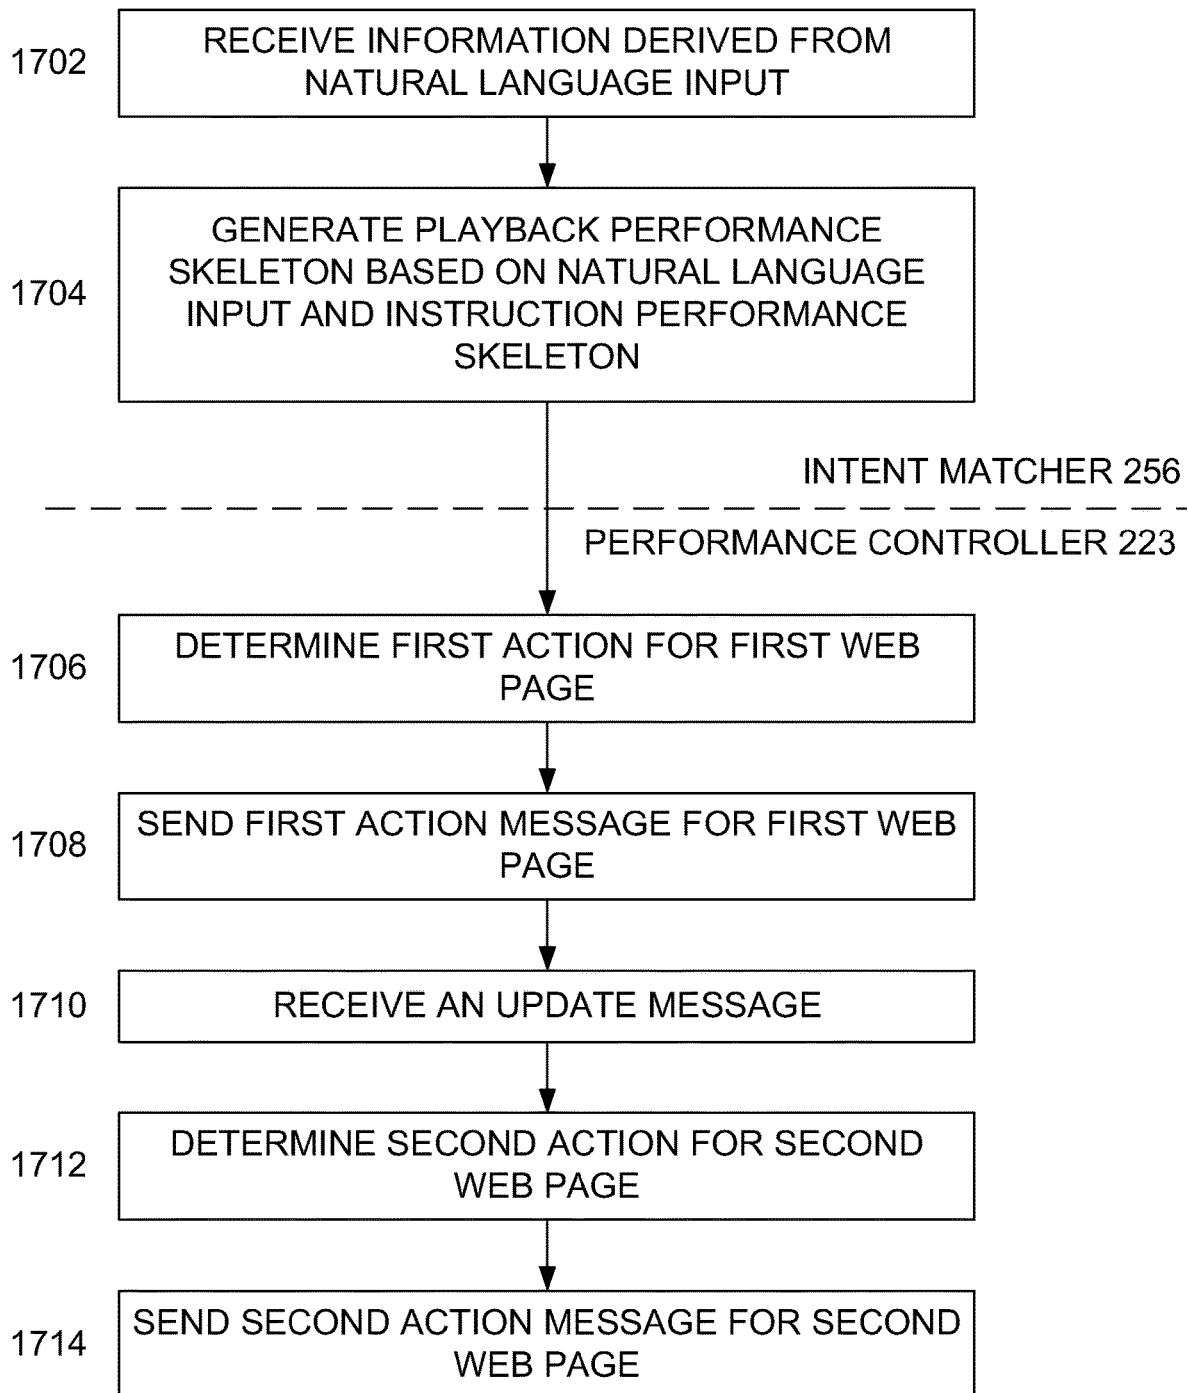 1702
RECEIVE INFORMATION DERIVED FROM
NATURAL LANGUAGE INPUT
1704
GENERATE PLAYBACK PERFORMANCE
SKELETON BASED ON NATURAL LANGUAGE
INPUT AND INSTRUCTION PERFORMANCE
SKELETON
INTENT MATCHER 256
PERFORMANCE CONTROLLER 223
1706
DETERMINE FIRST ACTION FOR FIRST WEB
PAGE
1708
SEND FIRST ACTION MESSAGE FOR FIRST WEB
PAGE
1710
RECEIVE AN UPDATE MESSAGE
1712
DETERMINE SECOND ACTION FOR SECOND
WEB PAGE
1714
SEND SECOND ACTION MESSAGE FOR SECOND
WEB PAGE